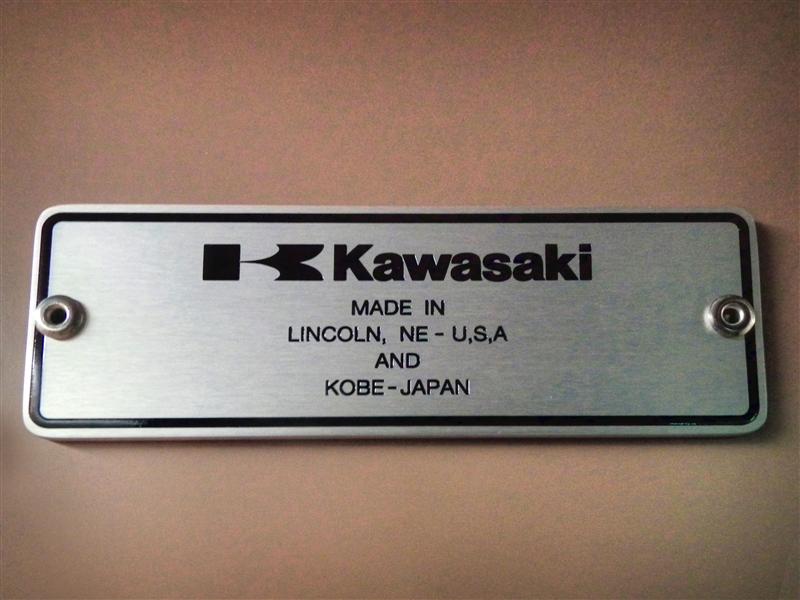 Kawasaki
MADE IN
LINCOLN, NE - U,S,A
AND
KOBE - JAPAN